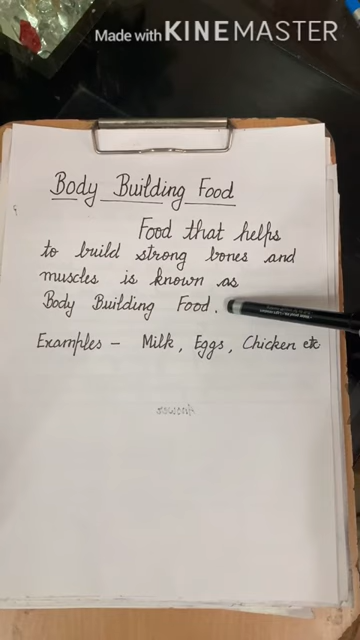 Made with KINEMASTER
Body Building Food
Food that helps
to build strong bones and
muscles is known as
Body Building Food.
Examples – Milk, Eggs, Chicken etc